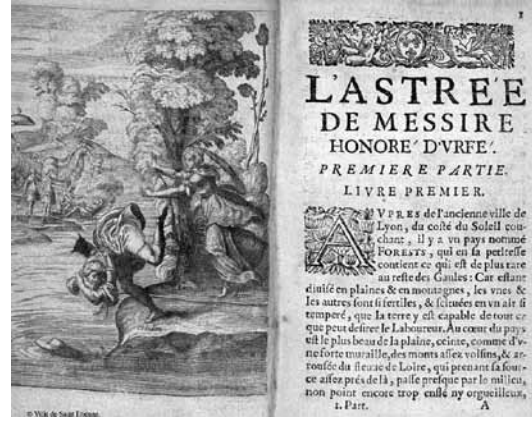 © Ville de Saint Etienne
L'ASTRE'E
DE MESSIRE
HONORE' D'VRFE'.
PREMIERE PARTIE.
LIVRE PREMIER.
AVPRES de l'ancienne ville de
Lyon, du costé du Soleil cou-
chant, il y a vn pays nommé
FORESTS, qui en sa petitesse
contient ce qui est de plus rare
au reste des Gaules : Car estant
diuisé en plaines & en montagnes, les vnes &
les autres sont si fertiles, & scituées en vn air si
temperé, que la terre y est capable de tout ce
que peut desirer le Laboureur. Au cœur du pays
est le plus beau de la plaine, ceinte, comme d'v-
ne forte muraille, des monts assez voisins, & ar-
rousée du fleuue de Loire, qui prenant sa sour-
ce assez prés de là, passe presque par le milieu,
non point encore trop enflé ny orgueilleux,
1. Part. A